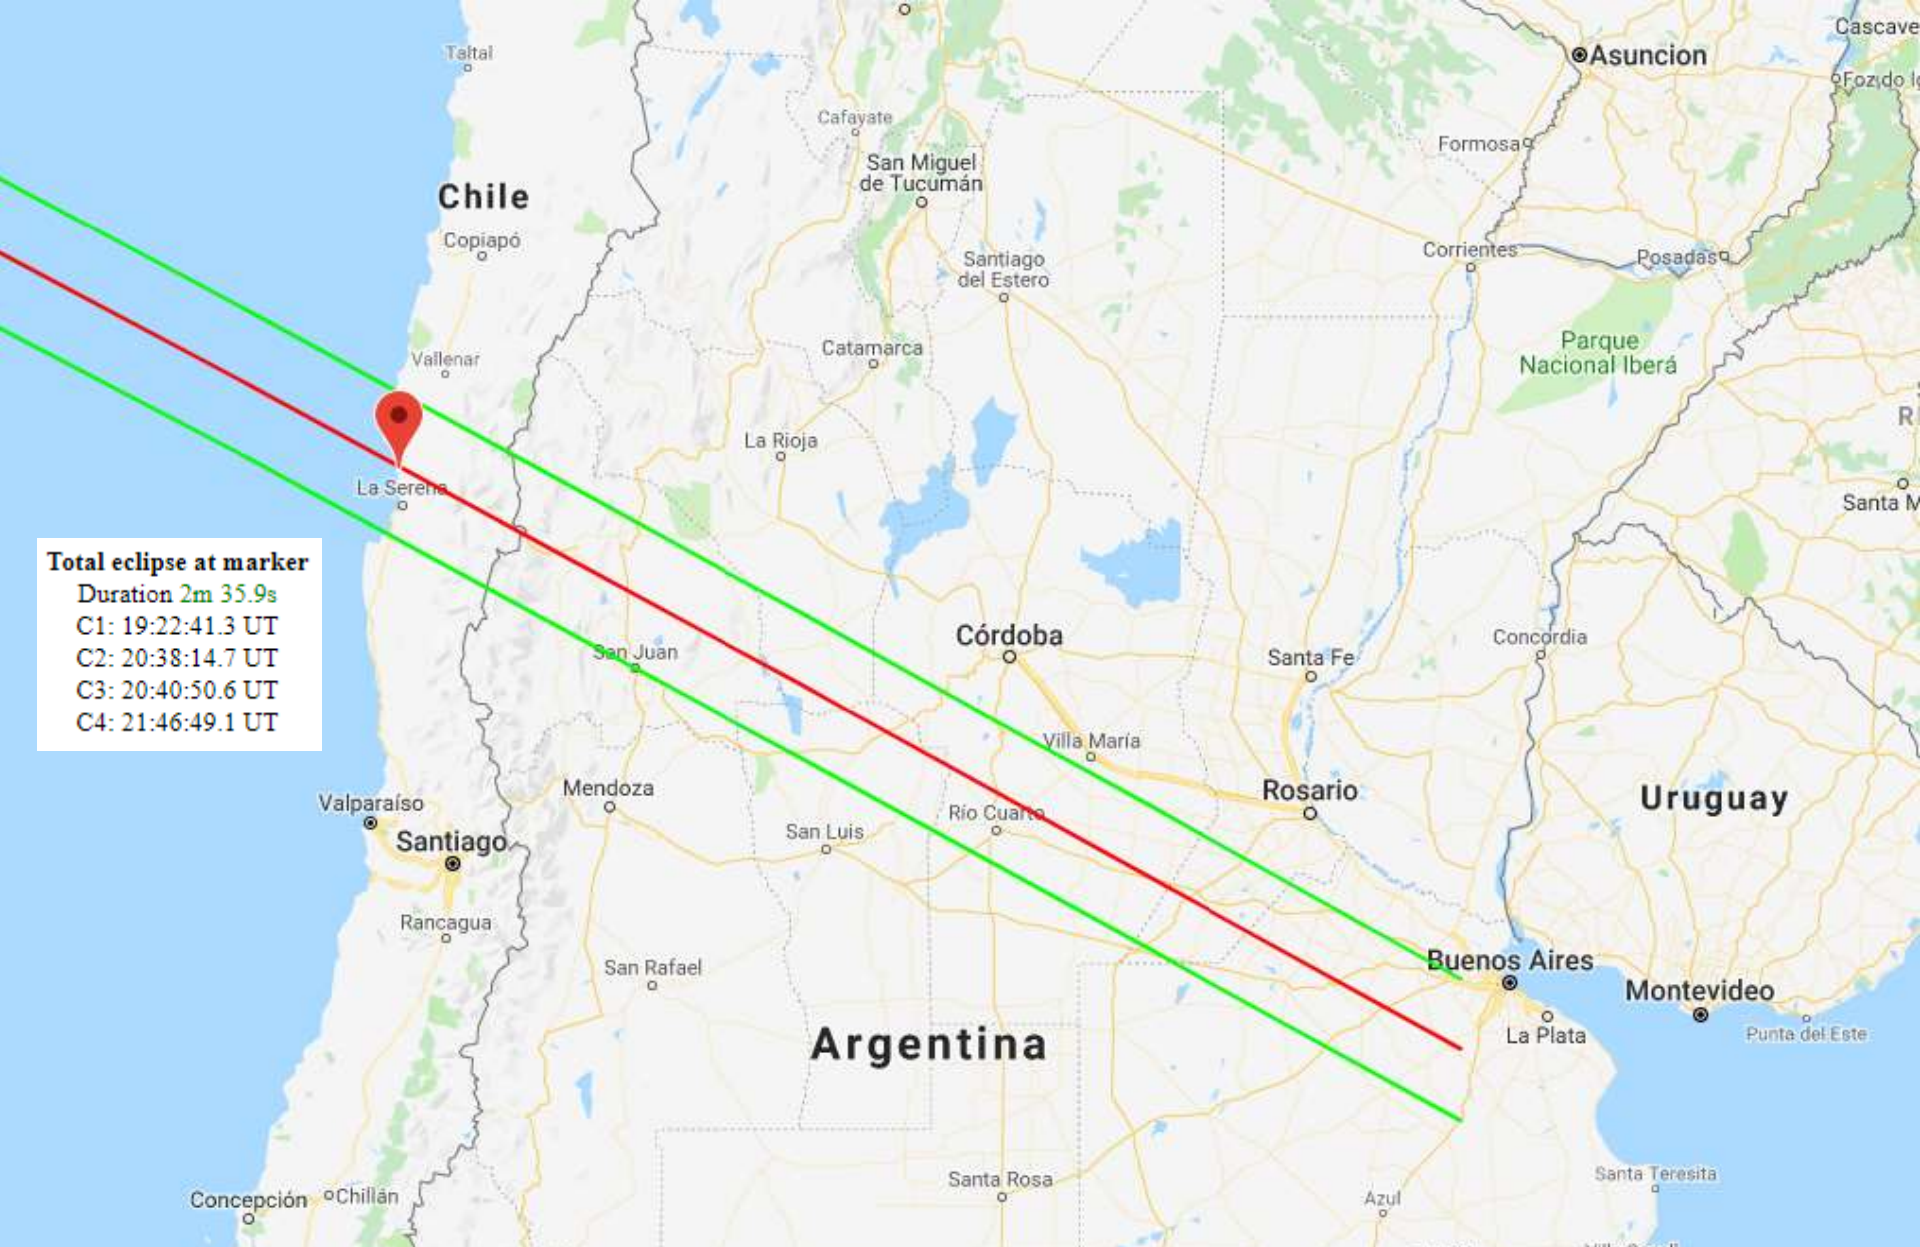 Taltal
Asuncion
Cascave
Foz do Ig
Cafayate
Formosa
San Miguel
de Tucumán
Chile
Copiapó
Santiago
del Estero
Corrientes
Posadas
Parque
Nacional Iberá
Vallenar
Catamarca
R
La Rioja
La Serena
Santa M
Total eclipse at marker
Duration 2m 35.9s
C1: 19:22:41.3 UT
C2: 20:38:14.7 UT
C3: 20:40:50.6 UT
C4: 21:46:49.1 UT
San Juan
Córdoba
Santa Fe
Concordia
Villa María
Mendoza
Rosario
Uruguay
Valparaíso
Santiago
San Luis
Río Cuarto
Rancagua
San Rafael
Buenos Aires
Montevideo
Argentina
La Plata
Punta del Este
Santa Rosa
Santa Teresita
Concepción
Chillán
Azul